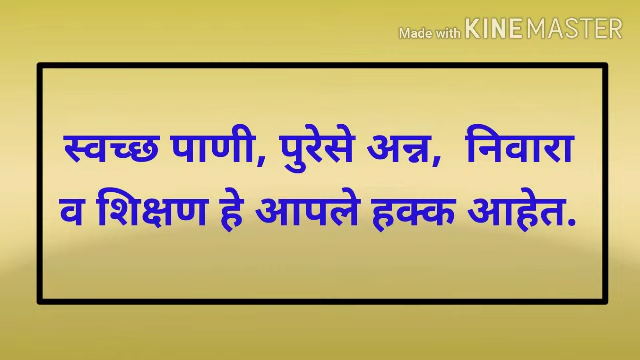 Made with KINEMASTER
स्वच्छ पाणी, पुरेसे अन्न, निवारा
व शिक्षण हे आपले हक्क आहेत.